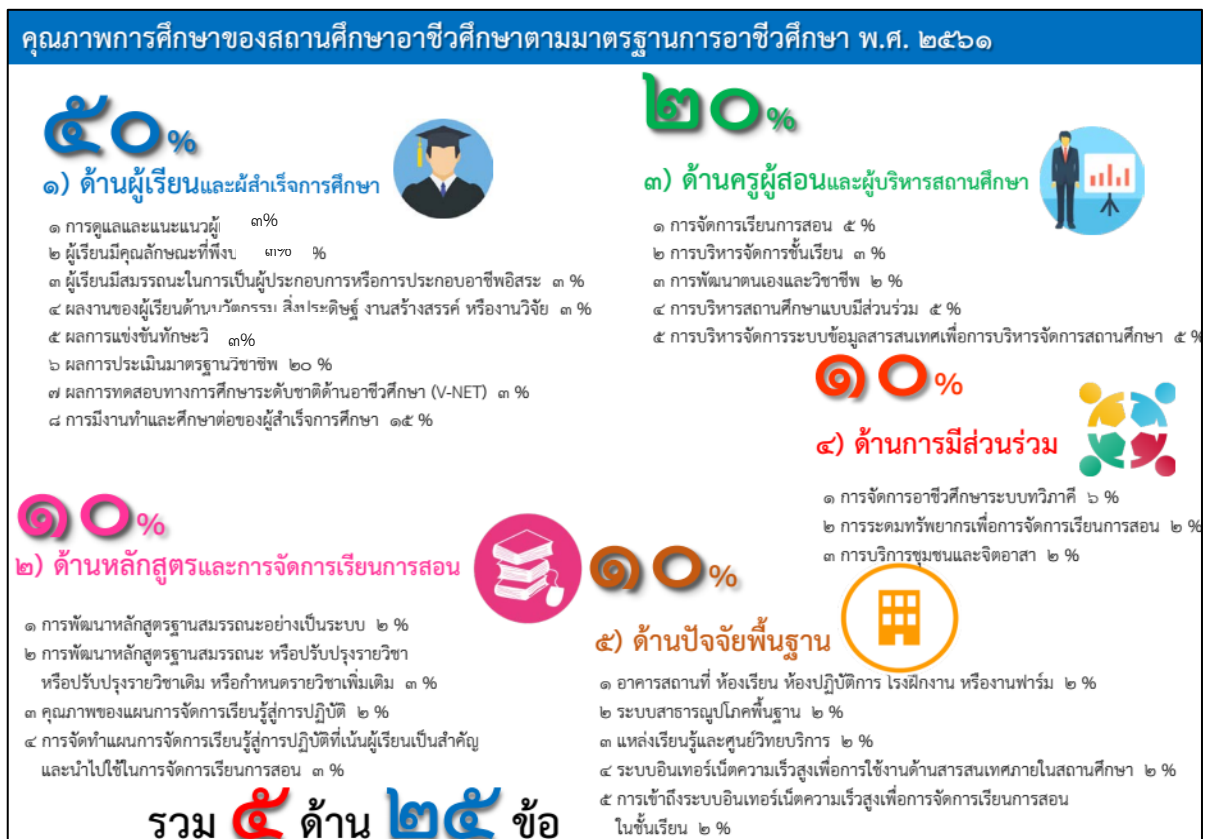 คุณภาพการศึกษาของสถานศึกษาอาชีวศึกษาตามมาตรฐานการอาชีวศึกษา พ.ศ. ๒๕๖๑
๕๐%
๑) ด้านผู้เรียนและผู้สำเร็จการศึกษา
๑ การดูแลและแนะแนวผู้ ๓%
๒ ผู้เรียนมีคุณลักษณะที่พึงป ๓% %
๓ ผู้เรียนมีสมรรถนะในการเป็นผู้ประกอบการหรือการประกอบอาชีพอิสระ ๓ %
๔ ผลงานของผู้เรียนด้านนวัตกรรม สิ่งประดิษฐ์ งานสร้างสรรค์ หรืองานวิจัย ๓ %
๕ ผลการแข่งขันทักษะวิ ๓%
๖ ผลการประเมินมาตรฐานวิชาชีพ ๒๐ %
๗ ผลการทดสอบทางการศึกษาระดับชาติด้านอาชีวศึกษา (V-NET) ๓ %
๘ การมีงานทำและศึกษาต่อของผู้สำเร็จการศึกษา ๑๕ %
๑๐%
๒) ด้านหลักสูตรและการจัดการเรียนการสอน
๑ การพัฒนาหลักสูตรฐานสมรรถนะอย่างเป็นระบบ ๒ %
๒ การพัฒนาหลักสูตรฐานสมรรถนะ หรือปรับปรุงรายวิชา
หรือปรับปรุงรายวิชาเดิม หรือกำหนดรายวิชาเพิ่มเติม ๓ %
๓ คุณภาพของแผนการจัดการเรียนรู้สู่การปฏิบัติ ๒ %
๔ การจัดทำแผนการจัดการเรียนรู้สู่การปฏิบัติที่เน้นผู้เรียนเป็นสำคัญ
และนำไปใช้ในการจัดการเรียนการสอน ๓ %
๒๐%
๓) ด้านครูผู้สอนและผู้บริหารสถานศึกษา
๑ การจัดการเรียนการสอน ๕ %
๒ การบริหารจัดการชั้นเรียน ๓ %
๓ การพัฒนาตนเองและวิชาชีพ ๒ %
๔ การบริหารสถานศึกษาแบบมีส่วนร่วม ๕ %
๕ การบริหารจัดการระบบข้อมูลสารสนเทศเพื่อการบริหารจัดการสถานศึกษา ๕ %
๑๐%
๔) ด้านการมีส่วนร่วม
๑ การจัดการอาชีวศึกษาระบบทวิภาคี ๖ %
๒ การระดมทรัพยากรเพื่อการจัดการเรียนการสอน ๒ %
๓ การบริการชุมชนและจิตอาสา ๒ %
๑๐%
๕) ด้านปัจจัยพื้นฐาน
๑ อาคารสถานที่ ห้องเรียน ห้องปฏิบัติการ โรงฝึกงาน หรืองานฟาร์ม ๒ %
๒ ระบบสาธารณูปโภคพื้นฐาน ๒ %
๓ แหล่งเรียนรู้และศูนย์วิทยบริการ ๒ %
๔ ระบบอินเทอร์เน็ตความเร็วสูงเพื่อการใช้งานด้านสารสนเทศภายในสถานศึกษา ๒ %
๕ การเข้าถึงระบบอินเทอร์เน็ตความเร็วสูงเพื่อการจัดการเรียนการสอน
ในชั้นเรียน ๒ %
รวม ๕ ด้าน ๒๕ ข้อ